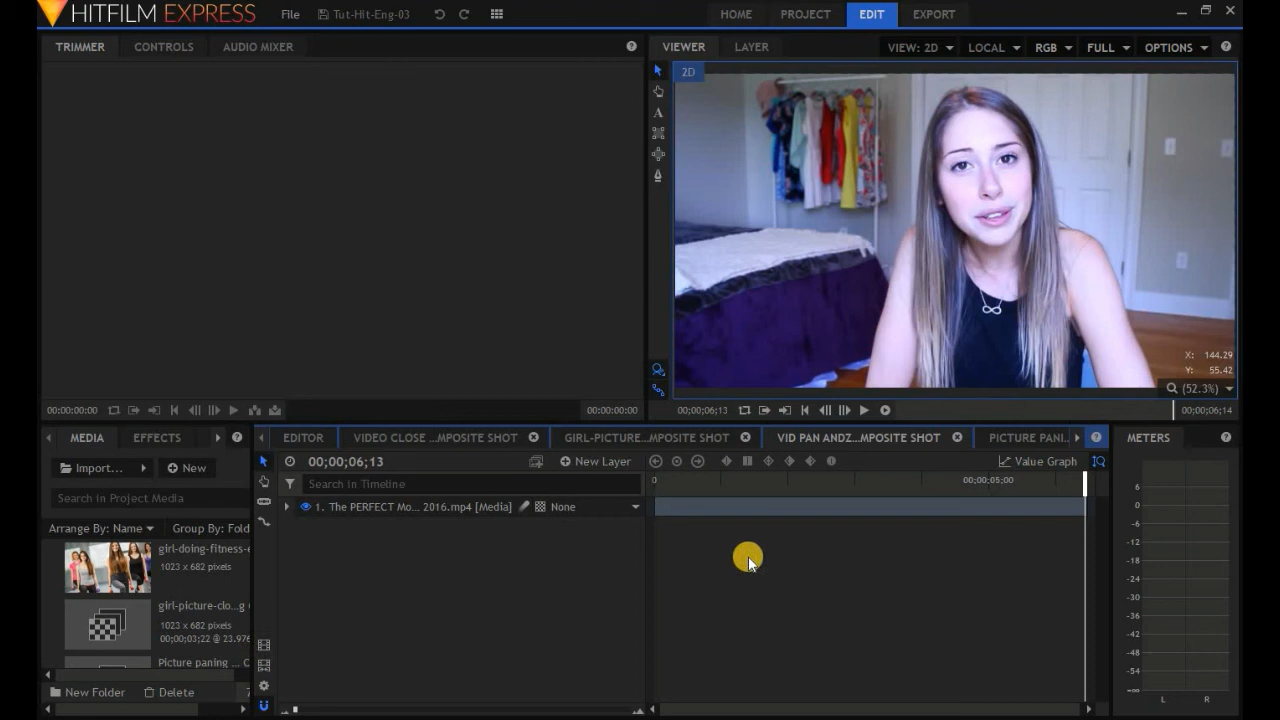 HITFILM EXPRESS
File
Tut-Hit-Eng-03
HOME
PROJECT
EDIT
EXPORT
TRIMMER
CONTROLS
AUDIO MIXER
VIEWER
LAYER
VIEW: 2D
LOCAL
RGB
FULL
OPTIONS
2D
X: 144.29
Y: 55.42
(52.3%)
00:00:00:00
00:00:00:00
00;00;06;13
00;00;06;14
MEDIA
EFFECTS
EDITOR
VIDEO CLOSE ...MPOSITE SHOT
GIRL-PICTURE...MPOSITE SHOT
VID PAN ANDZ...MPOSITE SHOT
PICTURE PANI...
METERS
Import...
New
00;00;06;13
New Layer
Value Graph
Search in Project Media
Search in Timeline
0
00;00;05;00
Arrange By: Name
Group By: Fold
1. The PERFECT Mo... 2016.mp4 [Media]
None
girl-doing-fitness-e
1023 x 682 pixels
girl-picture-clo...g
1023 x 682 pixels
00;00;03;22 @ 23.976
Picture paning ...
New Folder
Delete
6
0
-6
-12
-18
-24
-30
-36
-42
-48
-54
-∞
L
R